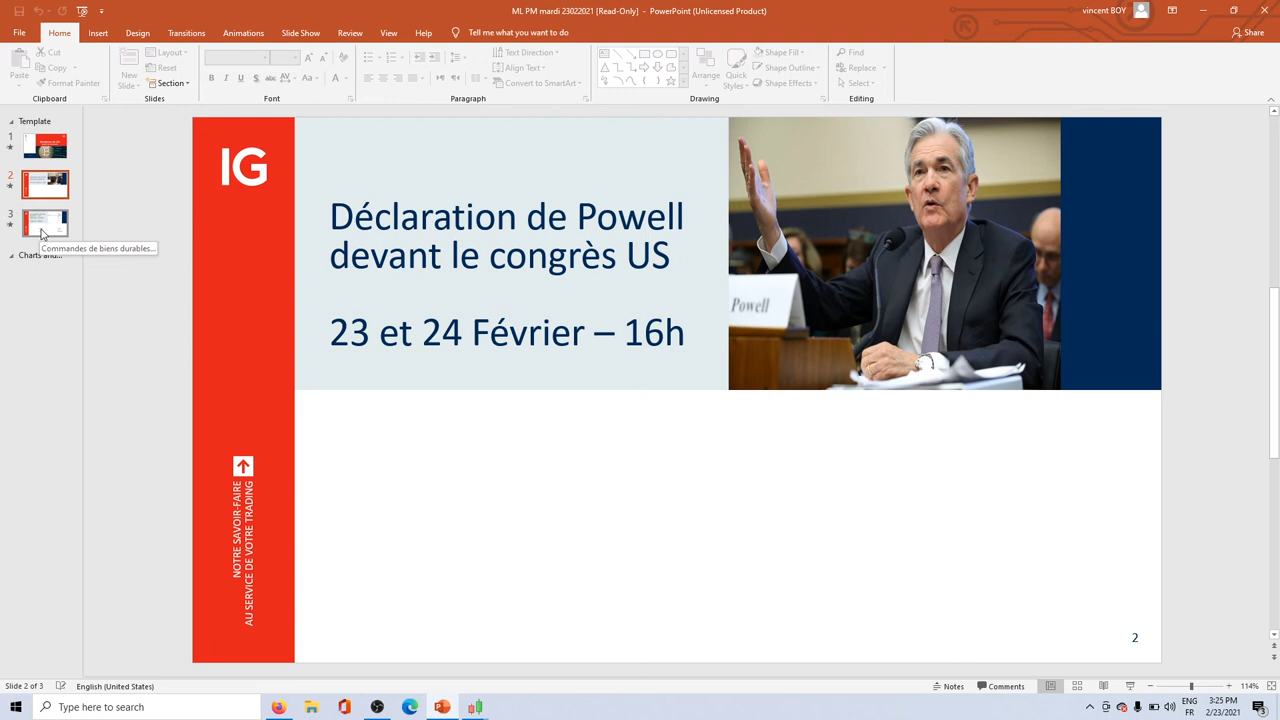 ML PM mardi 23022021 [Read-Only] - PowerPoint (Unlicensed Product)
vincent BOY
File Home Insert Design Transitions Animations Slide Show Review View Help Tell me what you want to do
Share
Paste
Cut
Copy
Format Painter
Clipboard
New Slide
Layout
Reset
Section
Slides
Font
Text Direction
Align Text
Convert to SmartArt
Paragraph
Arrange
Quick Styles
Shape Fill
Shape Outline
Shape Effects
Drawing
Find
Replace
Select
Editing
Template
1
2
3
Commandes de biens durables...
IG
Déclaration de Powell
devant le congrès US
23 et 24 Février – 16h
Powell
NOTRE SAVOIR-FAIRE
AU SERVICE DE VOTRE TRADING
2
Slide 2 of 3
English (United States)
Notes
Comments
114%
Type here to search
ENG
FR
3:25 PM
2/23/2021
3